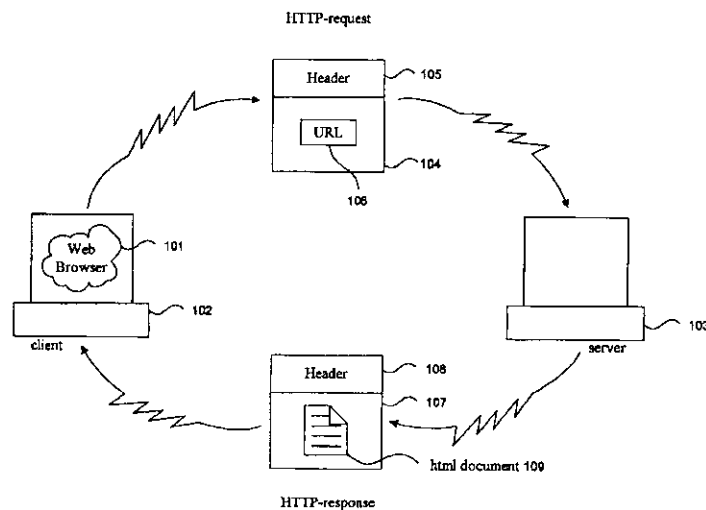 HTTP-request
Header
105
URL
104
106
Web
Browser
101
102
client
103
server
Header
108
107
html document 109
HTTP-response